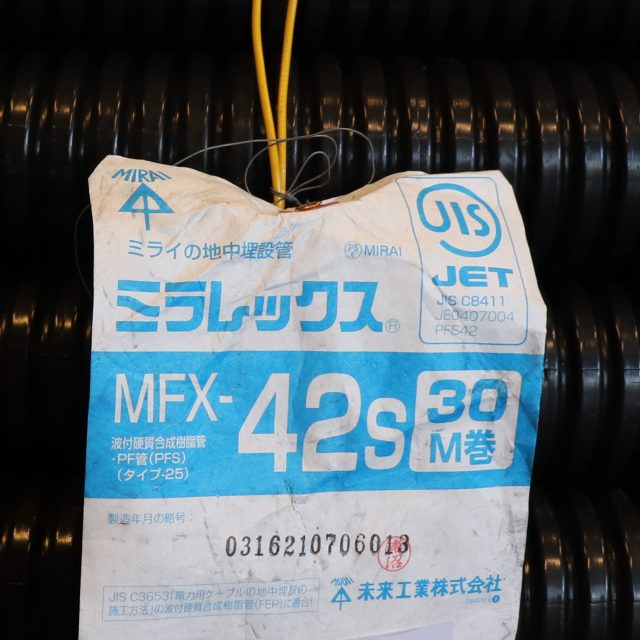 MIRAI
JIS
ミライの地中埋設管
PS E MIRAI
JET
ミラレックス®
JIS C8411
JE0407004
PFS42
MFX-42s
30
M巻
波付硬質合成樹脂管
・PF管(PFS)
(タイプ-25)
製造年月の略号:
0316210706013
JIS C3653「電力用ケーブルの地中埋設の
施工方法」の波付硬質合成樹脂管(FEP)に適合
MIRAI
未来工業株式会社